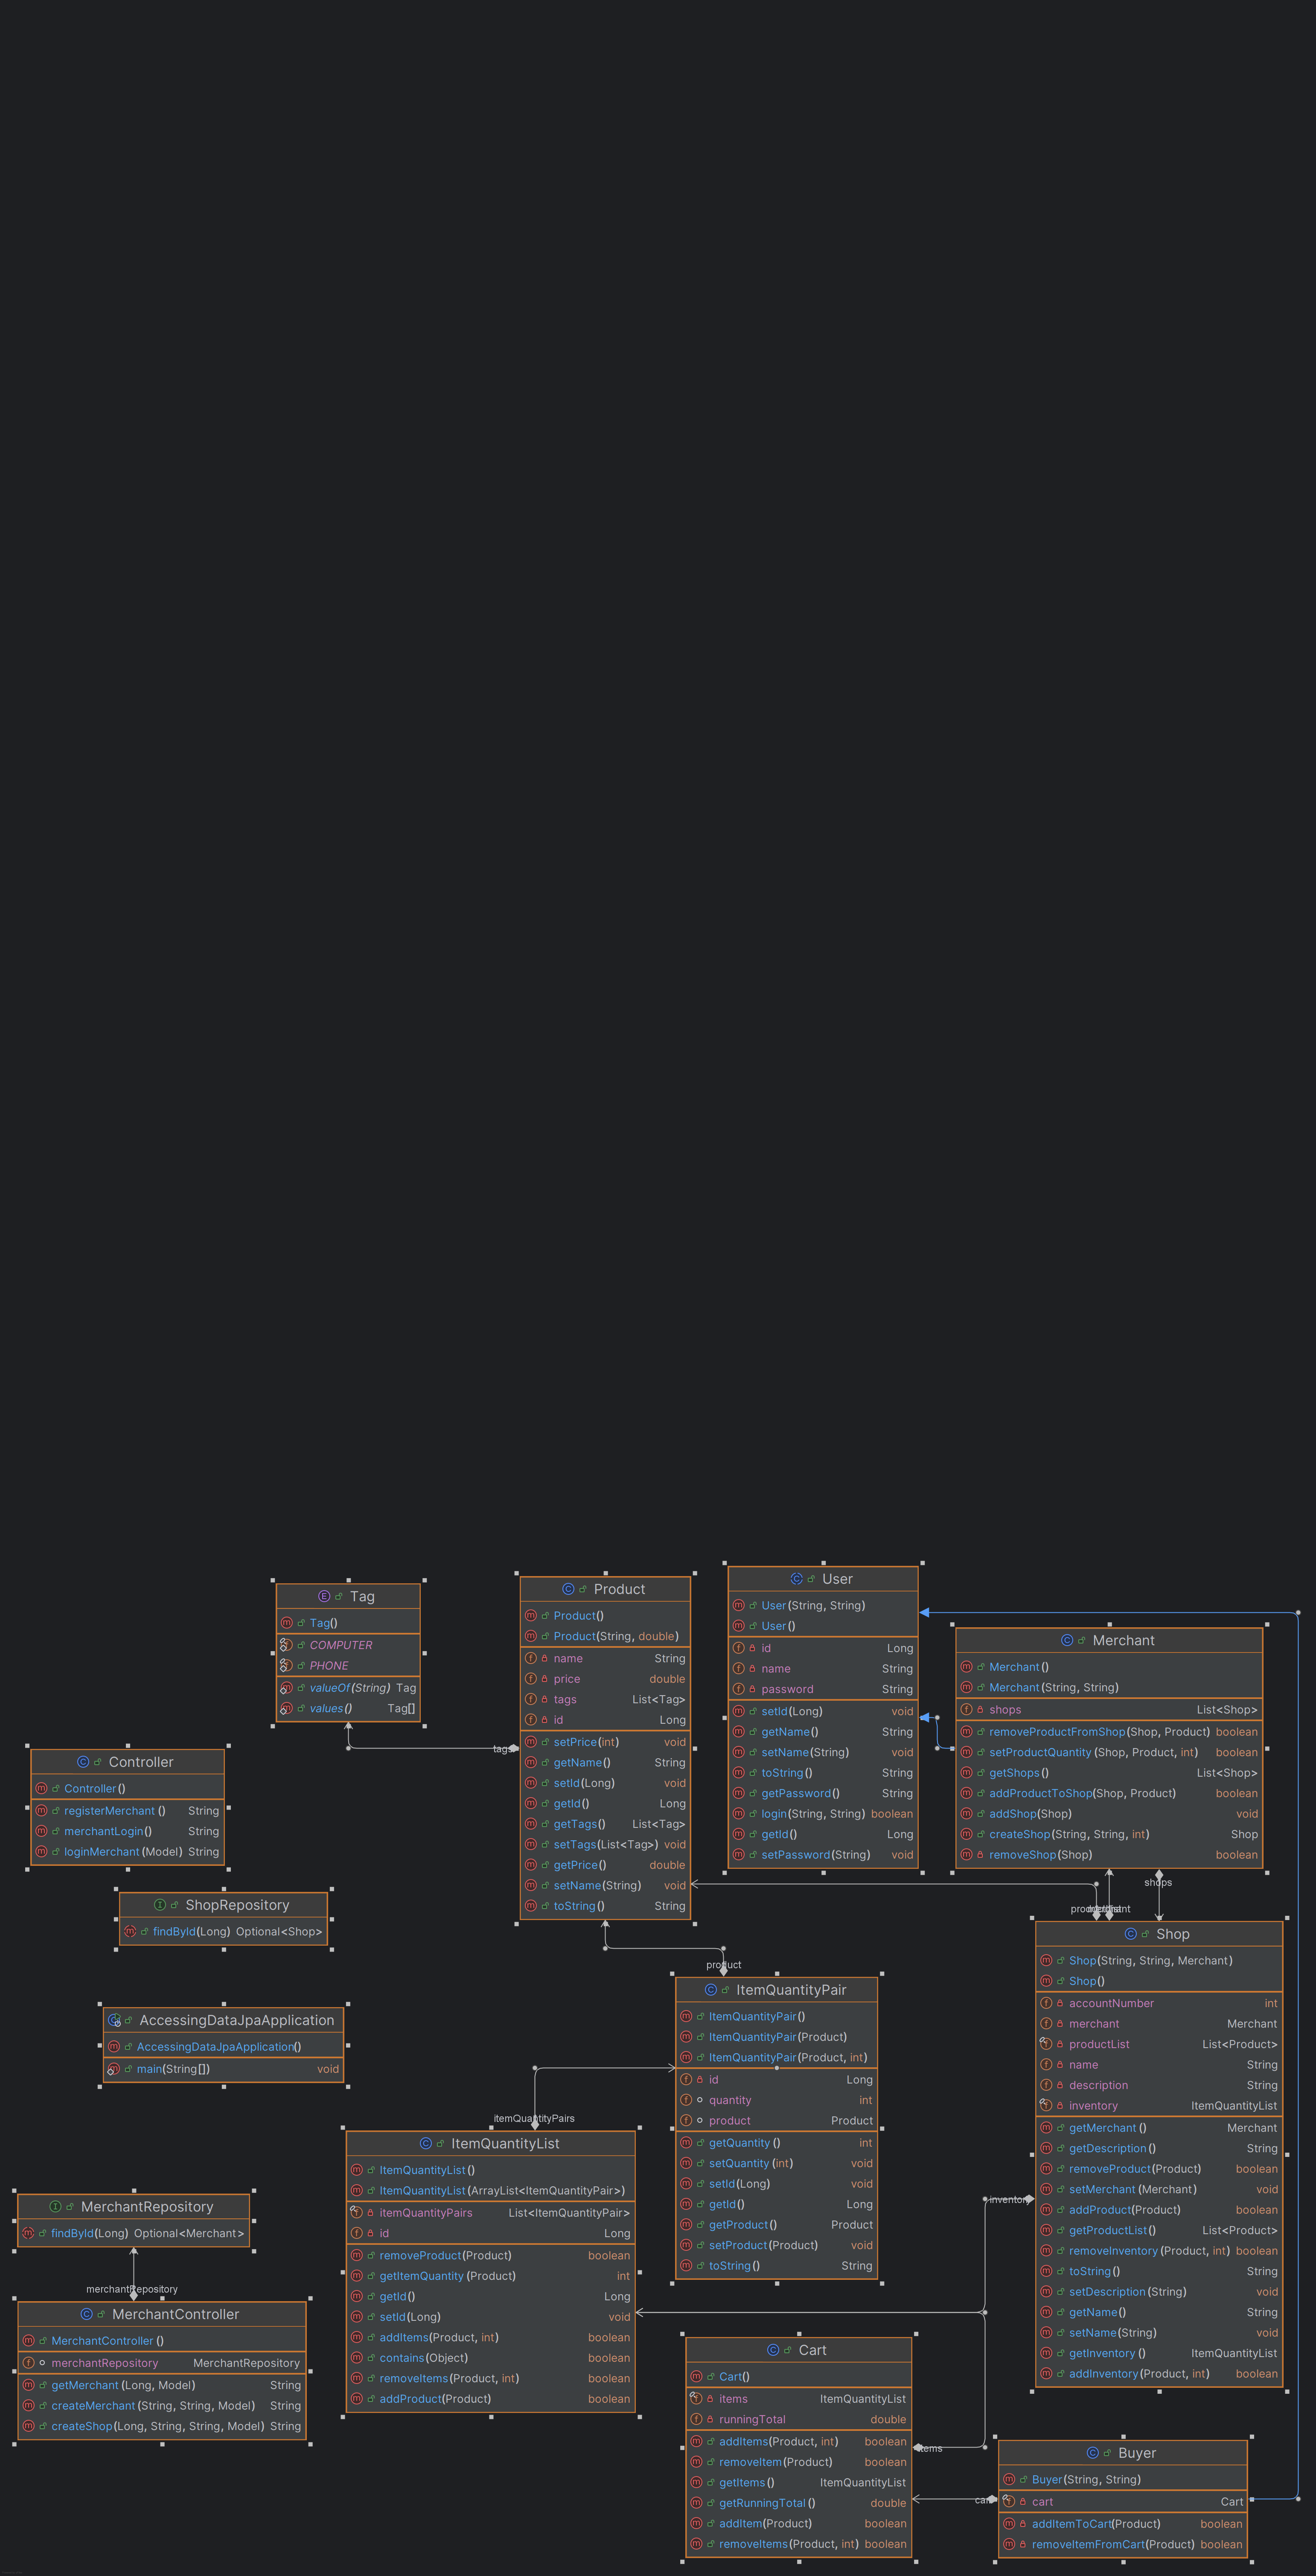 Tag
Tag()
COMPUTER
PHONE
valueOf(String) Tag
values() Tag[]
tags
Product
Product()
Product(String, double)
name String
price double
tags List<Tag>
id Long
setPrice(int) void
getName() String
setId(Long) void
getId() Long
getTags() List<Tag>
setTags(List<Tag>) void
getPrice() double
setName(String) void
toString() String
User
User(String, String)
User()
id Long
name String
password String
setId(Long) void
getName() String
setName(String) void
toString() String
getPassword() String
login(String, String) boolean
getId() Long
setPassword(String) void
Merchant
Merchant()
Merchant(String, String)
shops List<Shop>
removeProductFromShop(Shop, Product) boolean
setProductQuantity(Shop, Product, int) boolean
getShops() List<Shop>
addProductToShop(Shop, Product) boolean
addShop(Shop) void
createShop(String, String, int) Shop
removeShop(Shop) boolean
shops
Controller
Controller()
registerMerchant() String
merchantLogin() String
loginMerchant(Model) String
ShopRepository
findById(Long) Optional<Shop>
AccessingDataJpaApplication
AccessingDataJpaApplication()
main(String[]) void
product
ItemQuantityPair
ItemQuantityPair()
ItemQuantityPair(Product)
ItemQuantityPair(Product, int)
id Long
quantity int
product Product
getQuantity() int
setQuantity(int) void
setId(Long) void
getId() Long
getProduct() Product
setProduct(Product) void
toString() String
Shop
Shop(String, String, Merchant)
Shop()
accountNumber int
merchant Merchant
productList List<Product>
name String
description String
inventory ItemQuantityList
getMerchant() Merchant
getDescription() String
removeProduct(Product) boolean
setMerchant(Merchant) void
addProduct(Product) boolean
getProductList() List<Product>
removeInventory(Product, int) boolean
toString() String
setDescription(String) void
getName() String
setName(String) void
getInventory() ItemQuantityList
addInventory(Product, int) boolean
inventory
itemQuantityPairs
ItemQuantityList
ItemQuantityList()
ItemQuantityList(ArrayList<ItemQuantityPair>)
itemQuantityPairs List<ItemQuantityPair>
id Long
removeProduct(Product) boolean
getItemQuantity(Product) int
getId() Long
setId(Long) void
addItems(Product, int) boolean
contains(Object) boolean
removeItems(Product, int) boolean
addProduct(Product) boolean
MerchantRepository
findById(Long) Optional<Merchant>
merchantRepository
MerchantController
MerchantController()
merchantRepository MerchantRepository
getMerchant(Long, Model) String
createMerchant(String, String, Model) String
createShop(Long, String, String, Model) String
Cart
Cart()
items ItemQuantityList
runningTotal double
addItems(Product, int) boolean
removeItem(Product) boolean
getItems() ItemQuantityList
getRunningTotal() double
addItem(Product) boolean
removeItems(Product, int) boolean
items
cart
Buyer
Buyer(String, String)
cart Cart
addItemToCart(Product) boolean
removeItemFromCart(Product) boolean